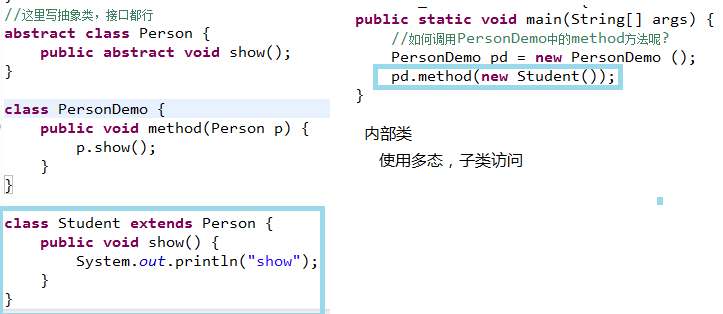 }
//这里写抽象类，接口都行
abstract class Person {
    public abstract void show();
}
class PersonDemo {
    public void method(Person p) {
        p.show();
    }
}
class Student extends Person {
    public void show() {
        System.out.println("show");
    }
}
public static void main(String[] args) {
    //如何调用PersonDemo中的method方法呢?
    PersonDemo pd = new PersonDemo ();
    pd.method(new Student());
}
内部类
使用多态，子类访问